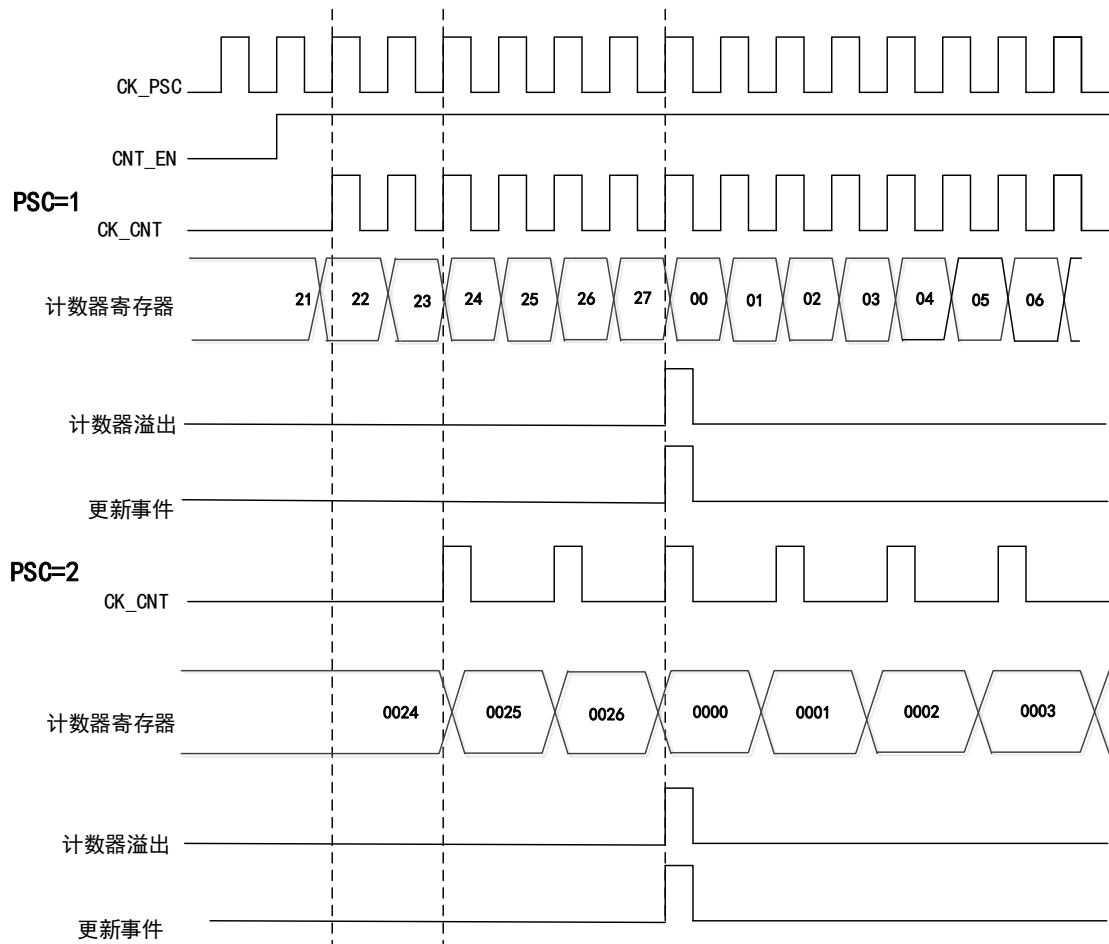 CK_PSC
CNT_EN
PSC=1
CK_CNT
计数器寄存器 21 22 23 24 25 26 27 00 01 02 03 04 05 06
计数器溢出
更新事件
PSC=2
CK_CNT
计数器寄存器 0024 0025 0026 0000 0001 0002 0003
计数器溢出
更新事件